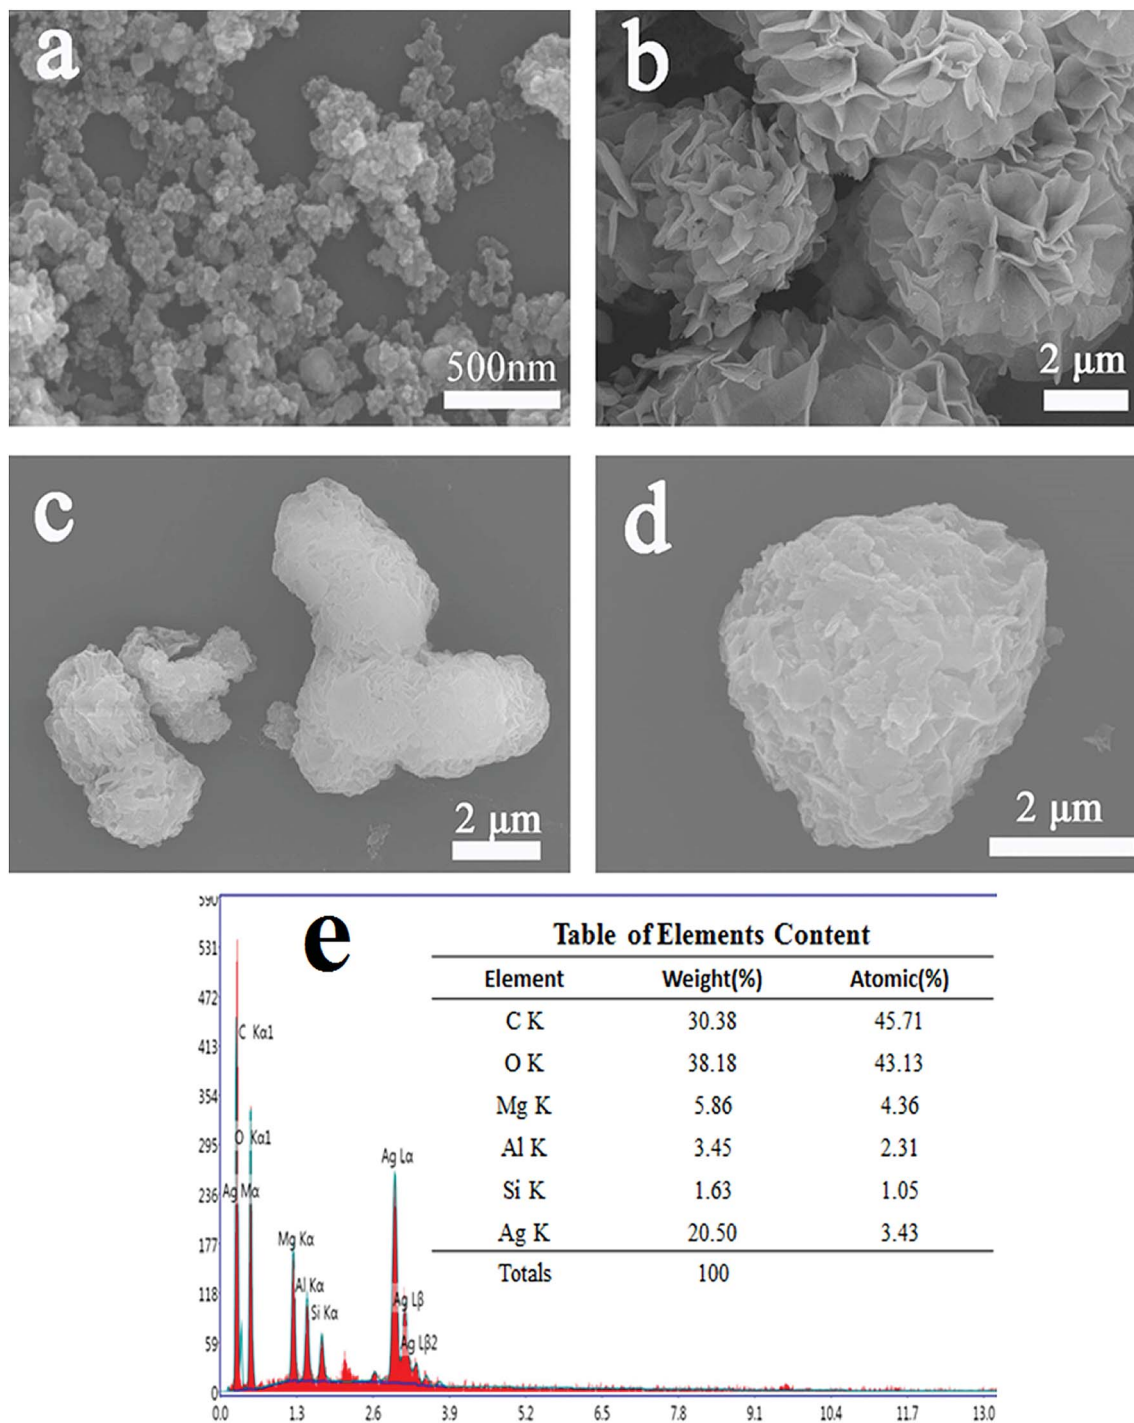 a
500nm
b
2 μm
c
2 μm
d
2 μm
e
Table of Elements Content
Element Weight(%) Atomic(%)
C K 30.38 45.71
O K 38.18 43.13
Mg K 5.86 4.36
Al K 3.45 2.31
Si K 1.63 1.05
Ag K 20.50 3.43
Totals 100
590
531
472
413
354
295
236
177
118
59
0
C Kα1
O Kα1
Ag Mα
Mg Kα
Al Kα
Si Kα
Ag Lα
Ag Lβ
Ag Lβ2
0.0 1.3 2.6 3.9 5.2 6.5 7.8 9.1 10.4 11.7 13.0